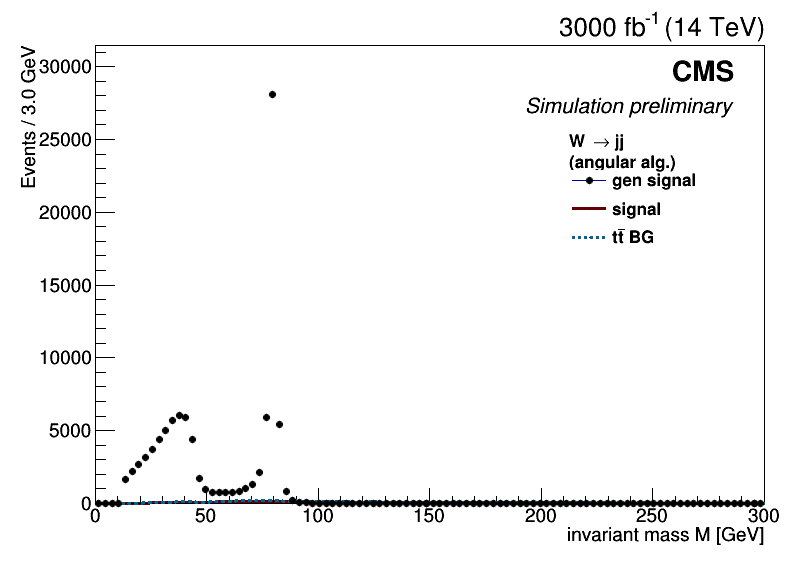 3000 fb-1 (14 TeV)
Events / 3.0 GeV
30000
25000
20000
15000
10000
5000
0
CMS
Simulation preliminary
W → jj
(angular alg.)
gen signal
signal
tt̄ BG
0 50 100 150 200 250 300
invariant mass M [GeV]